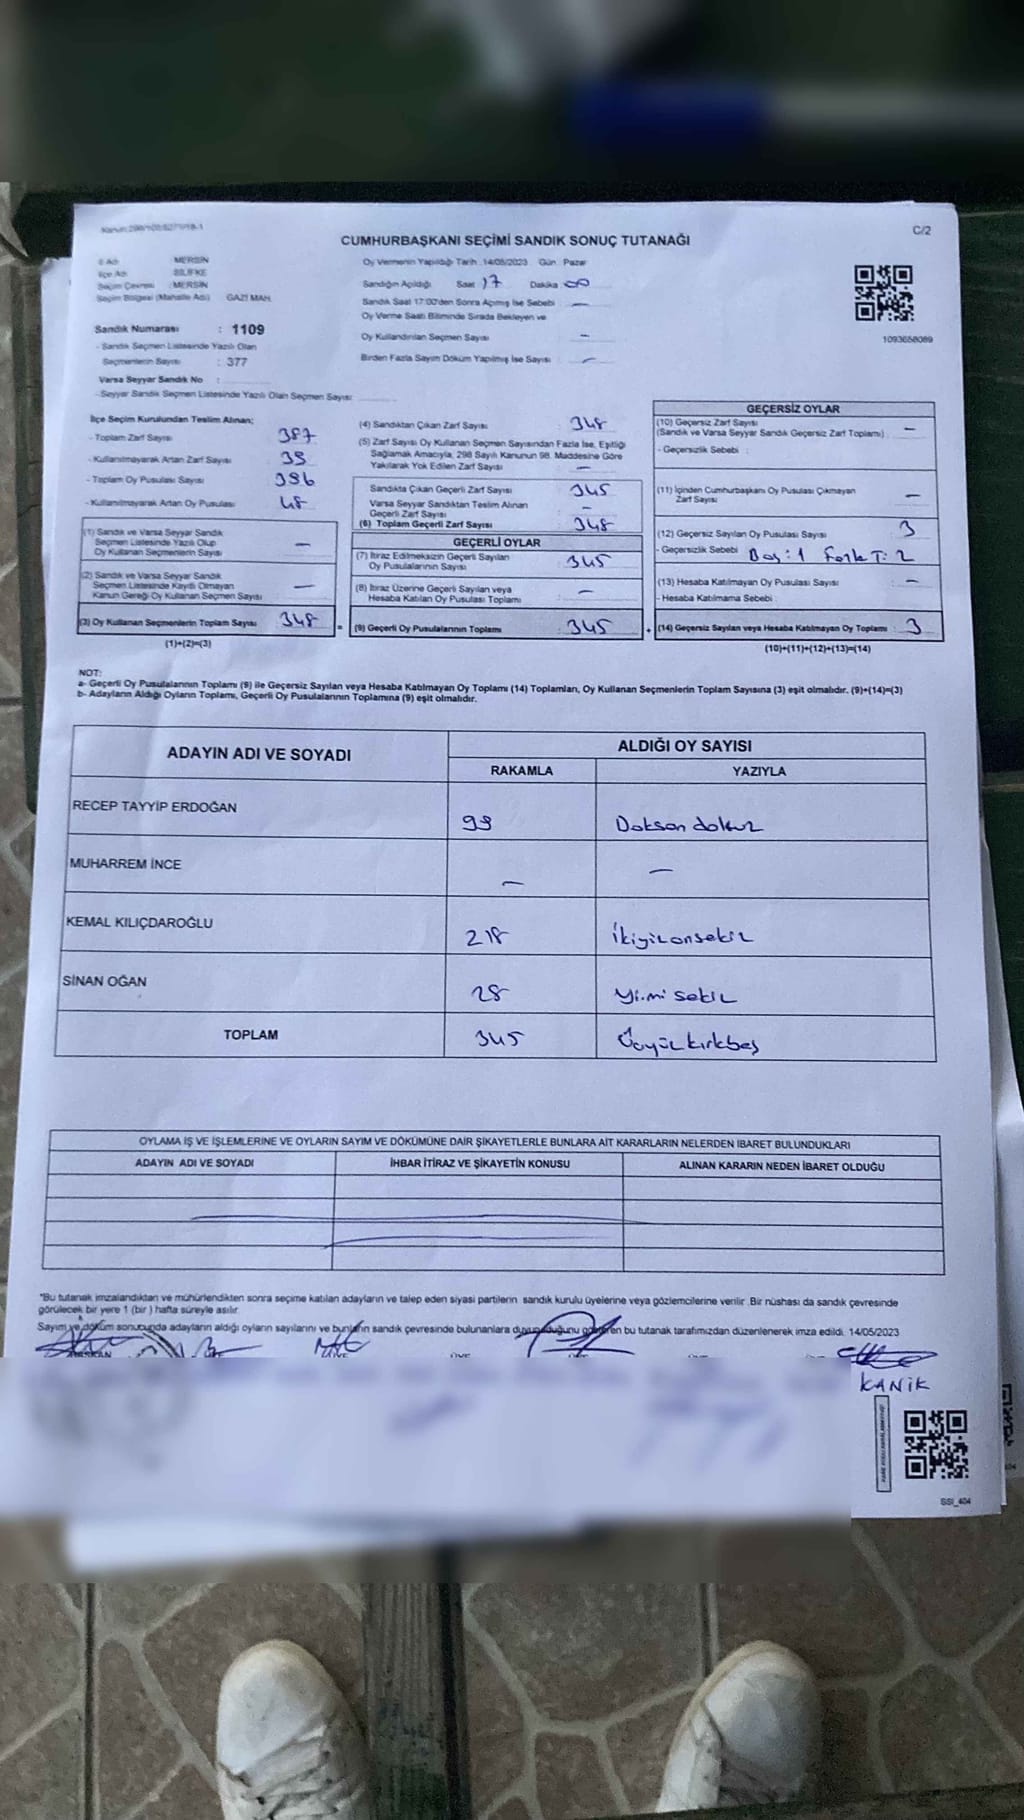 C/2
CUMHURBAŞKANI SEÇİMİ SANDIK SONUÇ TUTANAĞI
İl Adı : MERSİN
İlçe Adı : SİLİFKE
Seçim Çevresi : MERSİN
Seçim Bölgesi (Mahalle Adı) GAZİ MAH.
Sandık Numarası : 1109
- Sandık Seçmen Listesinde Yazılı Olan
Seçmenlerin Sayısı : 377
Varsa Seyyar Sandık No :
- Seyyar Sandık Seçmen Listesinde Yazılı Olan Seçmen Sayısı:
Oy Vermenin Yapıldığı Tarih :14/05/2023 Gün: Pazar
Sandığın Açıldığı Saat 17 Dakika 00
Sandık Saat 17:00'den Sonra Açılmış İse Sebebi —
Oy Verme Saati Bitiminde Sırada Bekleyen ve
Oy Kullandırılan Seçmen Sayısı —
Birden Fazla Sayım Döküm Yapılmış İse Sayısı —
1093658089
İlçe Seçim Kurulundan Teslim Alınan;
- Toplam Zarf Sayısı 387
- Kullanılmayarak Artan Zarf Sayısı 39
- Toplam Oy Pusulası Sayısı 396
- Kullanılmayarak Artan Oy Pusulası 48
(1) Sandık ve Varsa Seyyar Sandık
Seçmen Listesinde Yazılı Olup
Oy Kullanan Seçmenlerin Sayısı —
(2) Sandık ve Varsa Seyyar Sandık
Seçmen Listesinde Kayıtlı Olmayan
Kanun Gereği Oy Kullanan Seçmen Sayısı —
(3) Oy Kullanan Seçmenlerin Toplam Sayısı 348
(1)+(2)=(3)
=
(4) Sandıktan Çıkan Zarf Sayısı 348
(5) Zarf Sayısı Oy Kullanan Seçmen Sayısından Fazla İse, Eşitliği
Sağlamak Amacıyla, 298 Sayılı Kanunun 98. Maddesine Göre
Yakılarak Yok Edilen Zarf Sayısı —
Sandıkta Çıkan Geçerli Zarf Sayısı 345
Varsa Seyyar Sandıktan Teslim Alınan
Geçerli Zarf Sayısı —
(6) Toplam Geçerli Zarf Sayısı 348
GEÇERLİ OYLAR
(7) İtiraz Edilmeksizin Geçerli Sayılan
Oy Pusulalarının Sayısı 345
(8) İtiraz Üzerine Geçerli Sayılan veya
Hesaba Katılan Oy Pusulası Toplamı —
(9) Geçerli Oy Pusulalarının Toplamı 345
+
GEÇERSİZ OYLAR
(10) Geçersiz Zarf Sayısı
(Sandık ve Varsa Seyyar Sandık Geçersiz Zarf Toplamı) —
- Geçersizlik Sebebi :
(11) İçinden Cumhurbaşkanı Oy Pusulası Çıkmayan
Zarf Sayısı —
(12) Geçersiz Sayılan Oy Pusulası Sayısı 3
- Geçersizlik Sebebi Boş:1 Fazla T:2
(13) Hesaba Katılmayan Oy Pusulası Sayısı —
- Hesaba Katılmama Sebebi :
(14) Geçersiz Sayılan veya Hesaba Katılmayan Oy Toplamı 3
(10)+(11)+(12)+(13)=(14)
NOT:
a- Geçerli Oy Pusulalarının Toplamı (9) ile Geçersiz Sayılan veya Hesaba Katılmayan Oy Toplamı (14) Toplamları, Oy Kullanan Seçmenlerin Toplam Sayısına (3) eşit olmalıdır. (9)+(14)=(3)
b- Adayların Aldığı Oyların Toplamı, Geçerli Oy Pusulalarının Toplamına (9) eşit olmalıdır.
ADAYIN ADI VE SOYADI ALDIĞI OY SAYISI
RAKAMLA YAZIYLA
RECEP TAYYİP ERDOĞAN 99 Doksan dokuz
MUHARREM İNCE — —
KEMAL KILIÇDAROĞLU 218 İkiyüzonsekiz
SİNAN OĞAN 28 Yirmi sekiz
TOPLAM 345 Üçyüzkırkbeş
OYLAMA İŞ VE İŞLEMLERİNE VE OYLARIN SAYIM VE DÖKÜMÜNE DAİR ŞİKAYETLERLE BUNLARA AİT KARARLARIN NELERDEN İBARET BULUNDUKLARI
ADAYIN ADI VE SOYADI İHBAR İTİRAZ VE ŞİKAYETİN KONUSU ALINAN KARARIN NEDEN İBARET OLDUĞU
*Bu tutanak imzalandıktan ve mühürlendikten sonra seçime katılan adayların ve talep eden siyasi partilerin sandık kurulu üyelerine veya gözlemcilerine verilir. Bir nüshası da sandık çevresinde
görülecek bir yere 1 (bir) hafta süreyle asılır.
Sayım ve döküm sonucunda adayların aldığı oyların sayılarını ve bunların sandık çevresinde bulunanlara duyurulduğunu gösteren bu tutanak tarafımızdan düzenlenerek imza edildi. 14/05/2023
KANIK
SSI_404